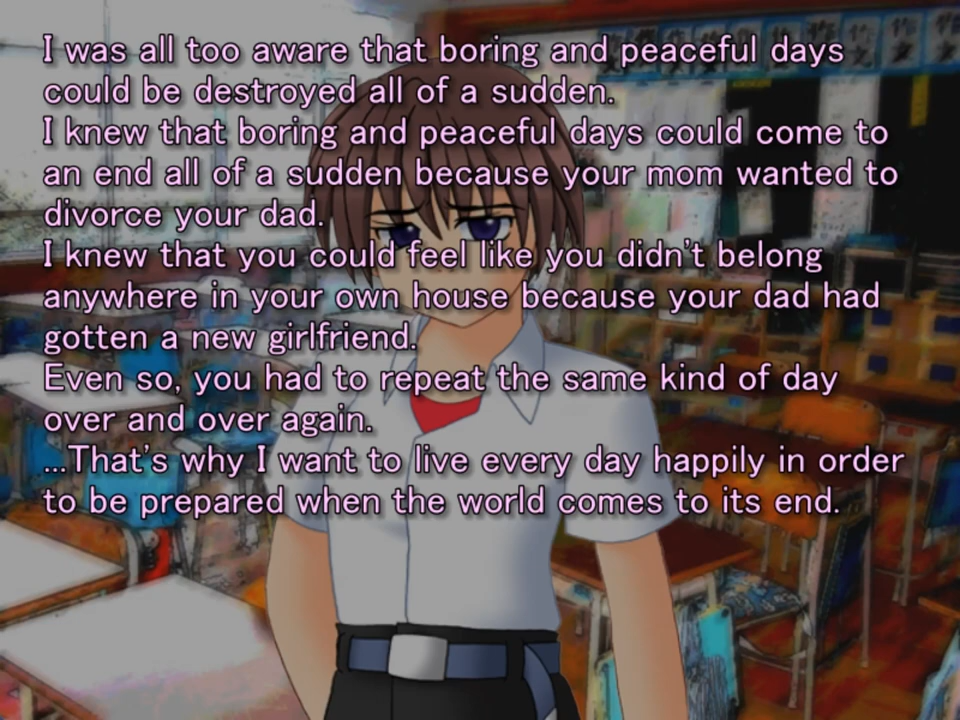 I was all too aware that boring and peaceful days
could be destroyed all of a sudden.
I knew that boring and peaceful days could come to
an end all of a sudden because your mom wanted to
divorce your dad.
I knew that you could feel like you didn't belong
anywhere in your own house because your dad had
gotten a new girlfriend.
Even so, you had to repeat the same kind of day
over and over again.
...That's why I want to live every day happily in order
to be prepared when the world comes to its end.